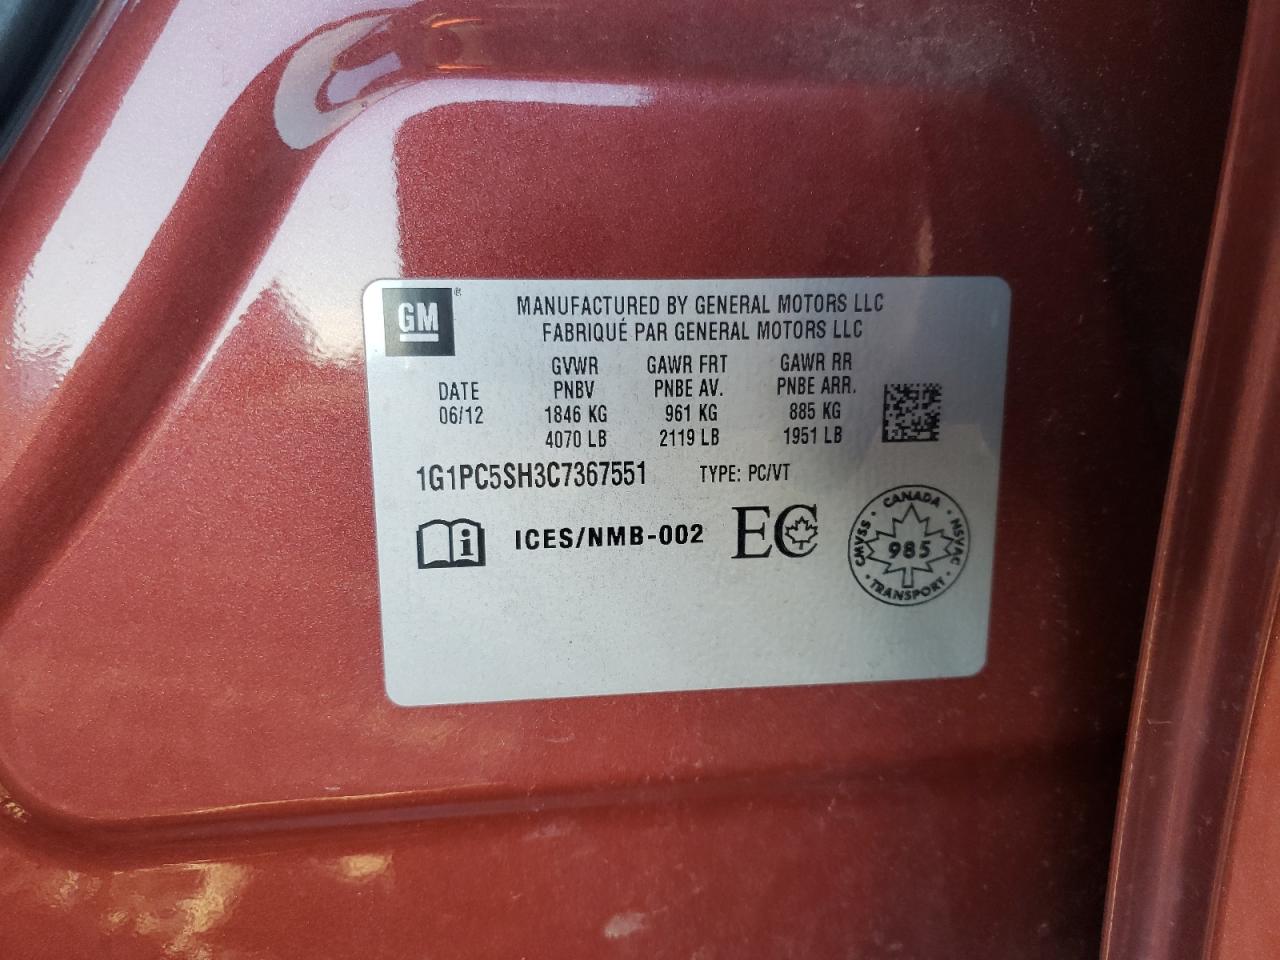 GM®
MANUFACTURED BY GENERAL MOTORS LLC
FABRIQUÉ PAR GENERAL MOTORS LLC
GVWR GAWR FRT GAWR RR
DATE PNBV PNBE AV. PNBE ARR.
06/12 1846 KG 961 KG 885 KG
4070 LB 2119 LB 1951 LB
1G1PC5SH3C7367551 TYPE: PC/VT
i ICES/NMB-002 EC
CANADA
CMVSS 985 NSVAC
TRANSPORT